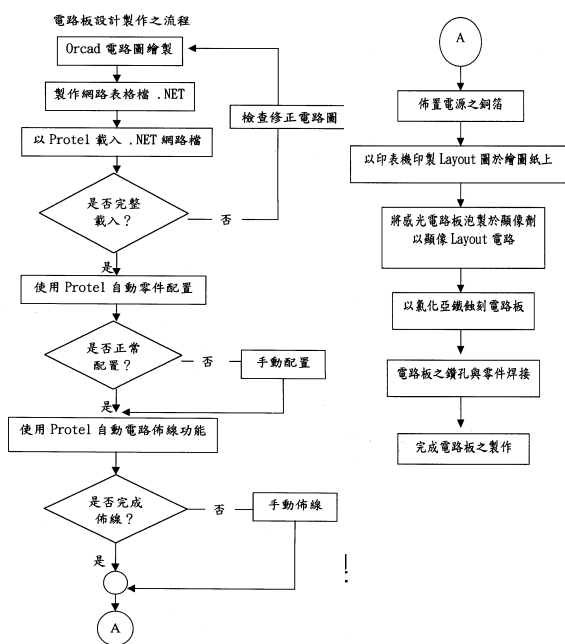 電路板設計製作之流程
Orcad 電路圖繪製
製作網路表格檔 .NET
檢查修正電路圖
以 Protel 載入 .NET 網路檔
是否完整
載入？
否
是
使用 Protel 自動零件配置
是否正常
配置？
否
手動配置
是
使用 Protel 自動電路佈線功能
是否完成
佈線？
否
手動佈線
是
A
A
佈置電源之銅箔
以印表機印製 Layout 圖於繪圖紙上
將感光電路板泡製於顯像劑
以顯像 Layout 電路
以氯化亞鐵蝕刻電路板
電路板之鑽孔與零件焊接
完成電路板之製作